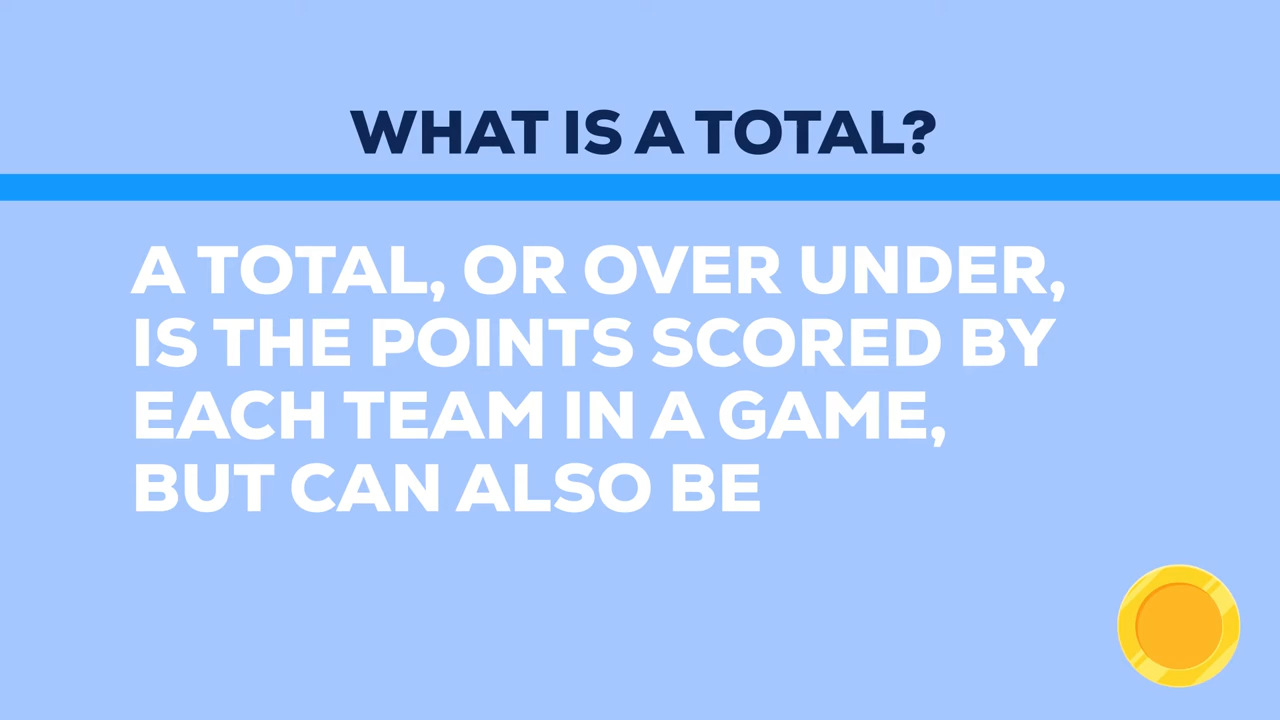 WHAT IS A TOTAL?
A TOTAL, OR OVER UNDER,
IS THE POINTS SCORED BY
EACH TEAM IN A GAME,
BUT CAN ALSO BE